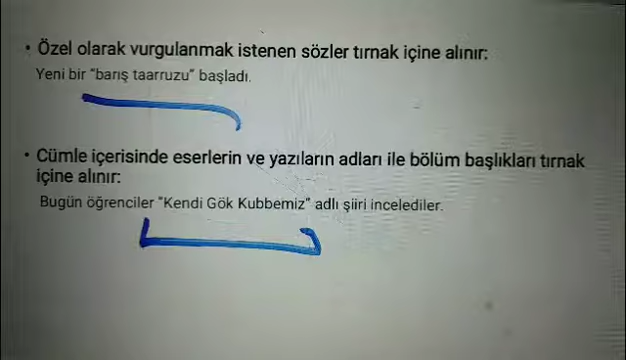 • Özel olarak vurgulanmak istenen sözler tırnak içine alınır:
Yeni bir "barış taarruzu" başladı.
• Cümle içerisinde eserlerin ve yazıların adları ile bölüm başlıkları tırnak
içine alınır:
Bugün öğrenciler "Kendi Gök Kubbemiz" adlı şiiri incelediler.